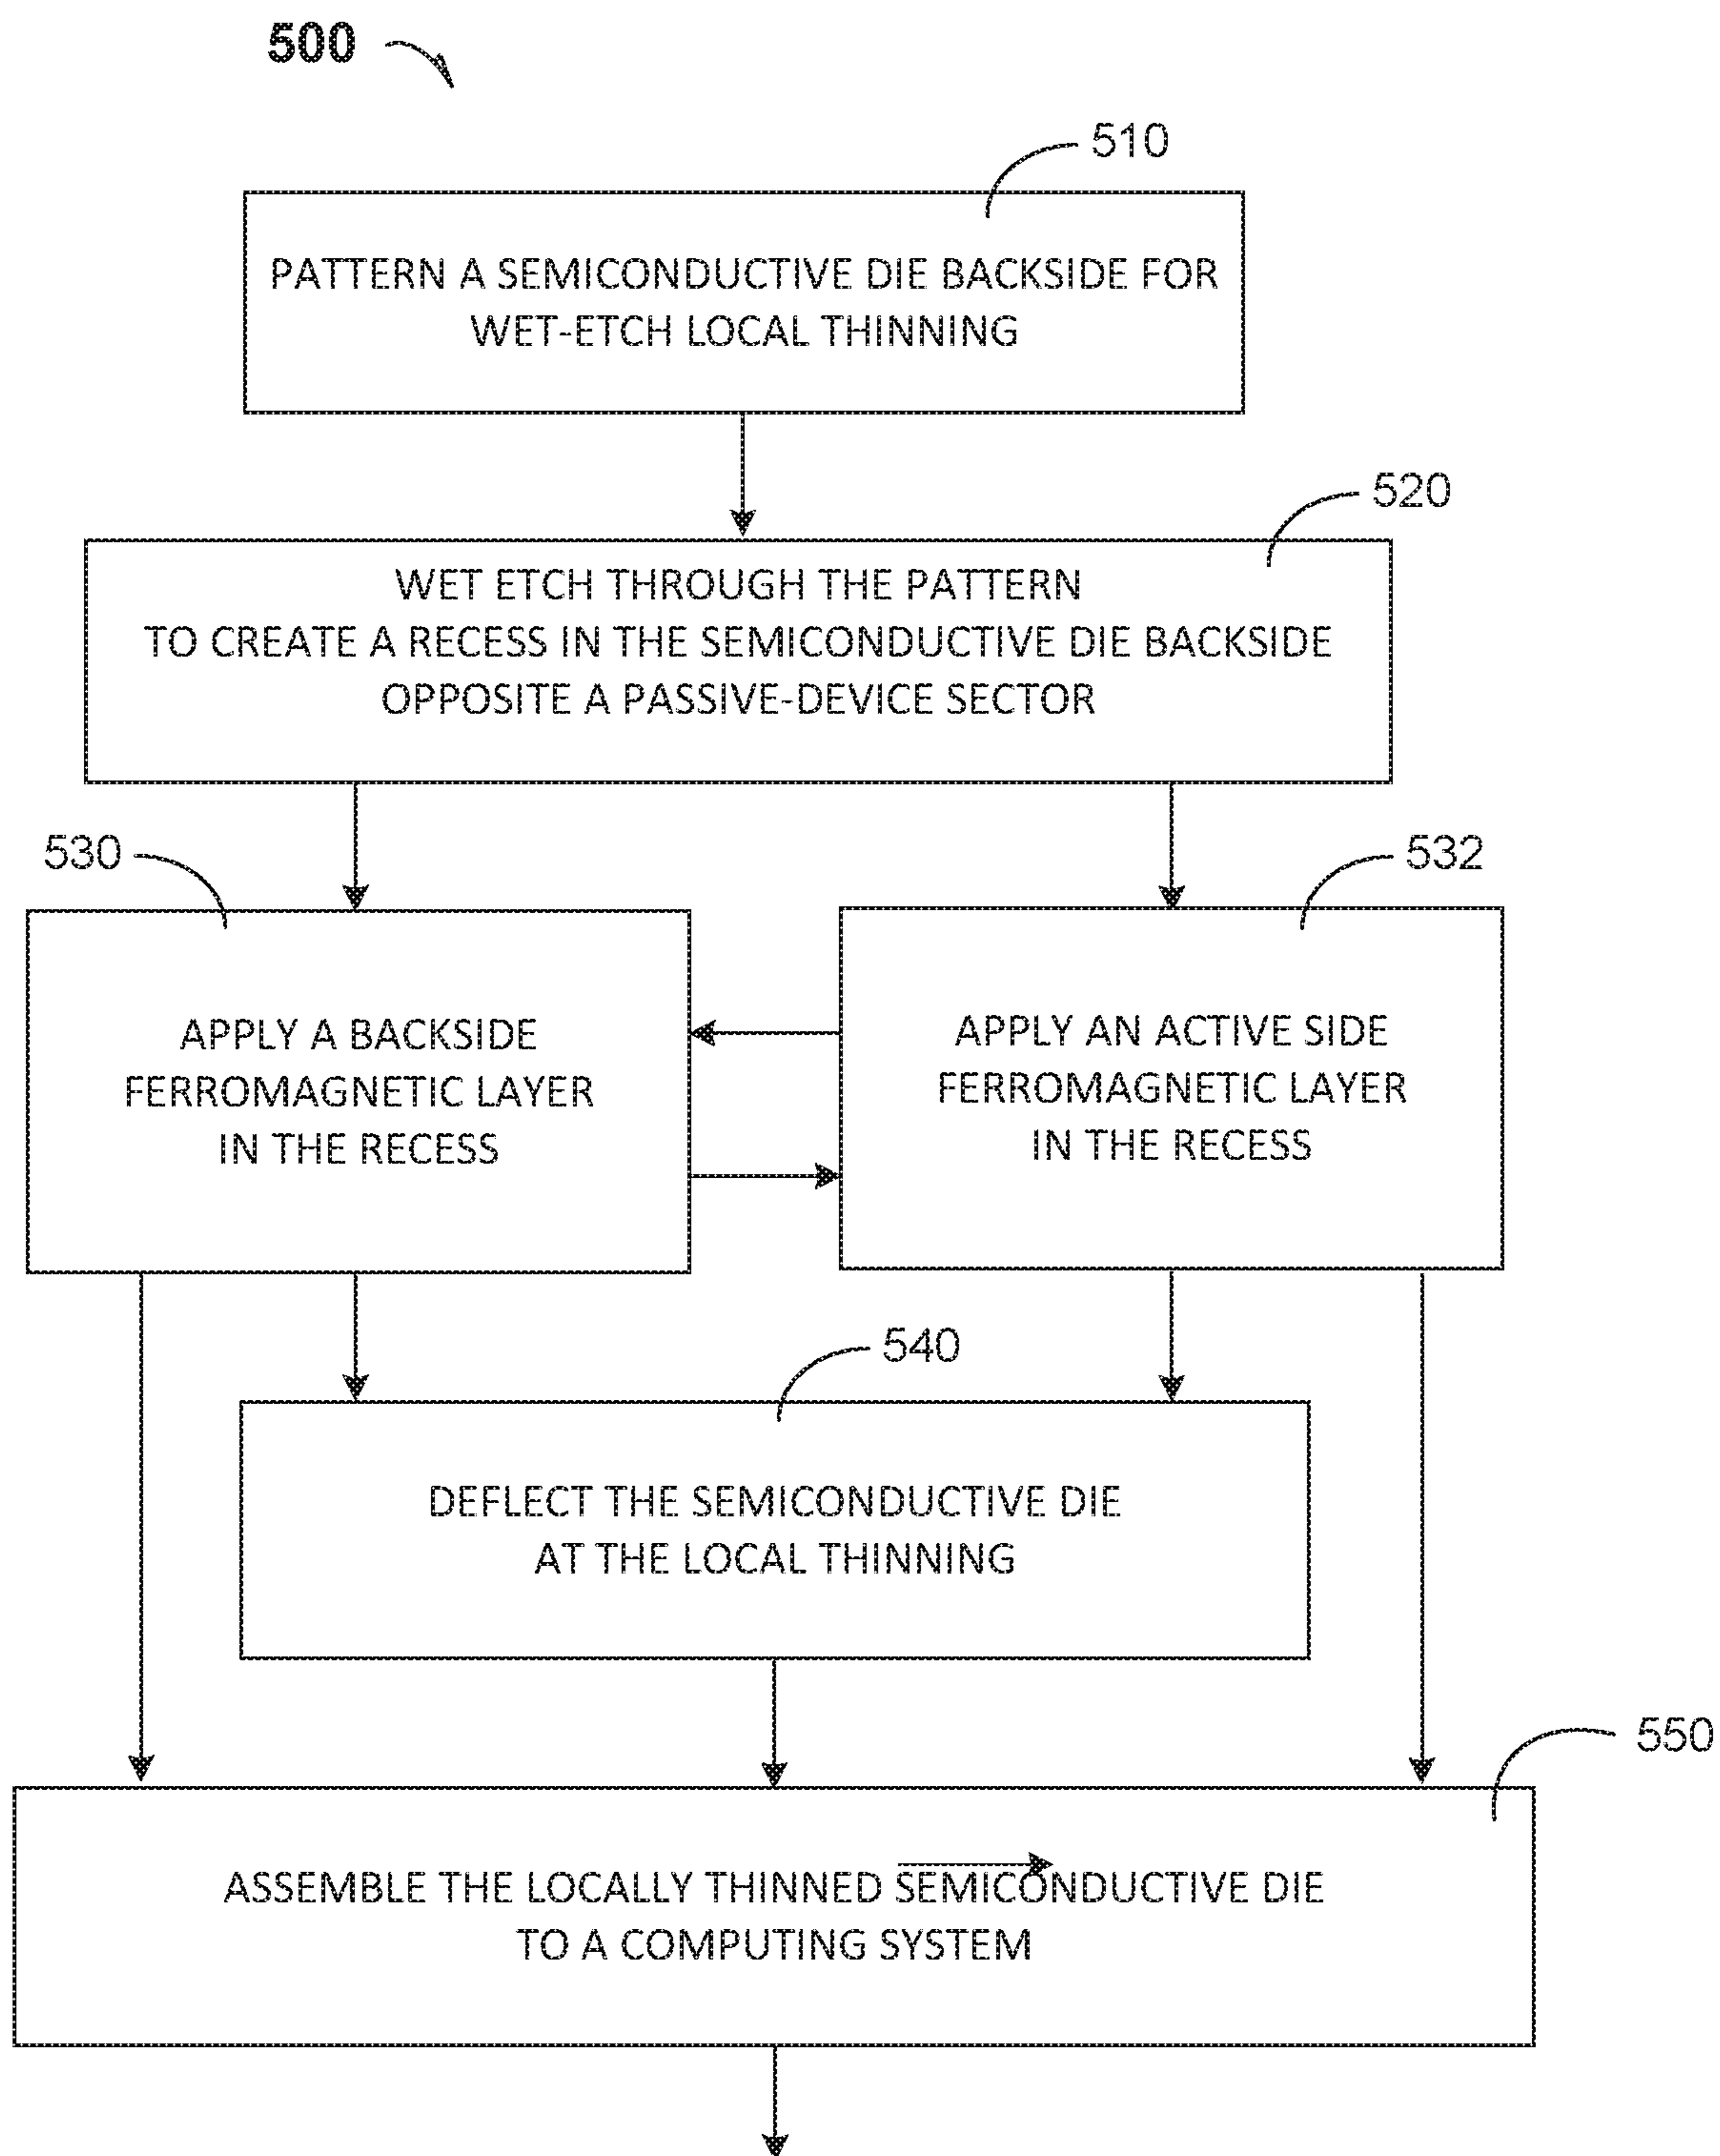 500
510
PATTERN A SEMICONDUCTIVE DIE BACKSIDE FOR
WET-ETCH LOCAL THINNING
520
WET ETCH THROUGH THE PATTERN
TO CREATE A RECESS IN THE SEMICONDUCTIVE DIE BACKSIDE
OPPOSITE A PASSIVE-DEVICE SECTOR
530
APPLY A BACKSIDE
FERROMAGNETIC LAYER
IN THE RECESS
532
APPLY AN ACTIVE SIDE
FERROMAGNETIC LAYER
IN THE RECESS
540
DEFLECT THE SEMICONDUCTIVE DIE
AT THE LOCAL THINNING
550
ASSEMBLE THE LOCALLY THINNED SEMICONDUCTIVE DIE
TO A COMPUTING SYSTEM